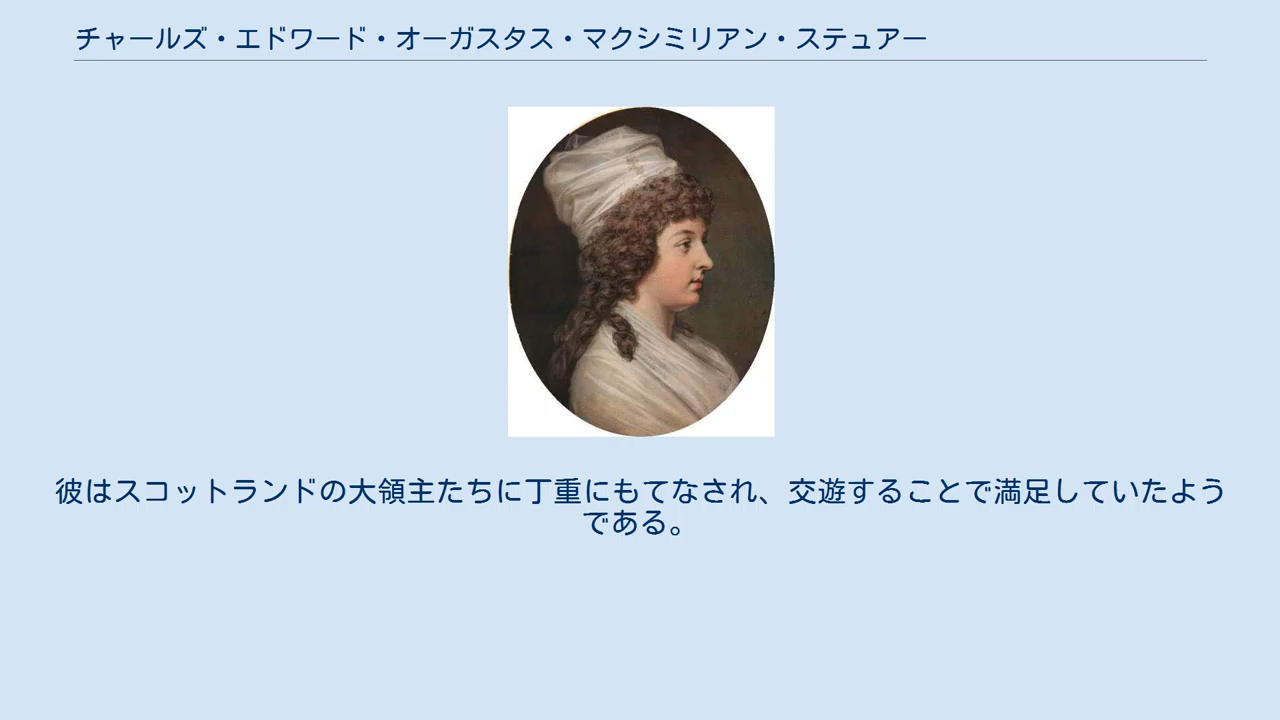 チャールズ・エドワード・オーガスタス・マクシミリアン・ステュアー
彼はスコットランドの大領主たちに丁重にもてなされ、交遊することで満足していたよう
である。